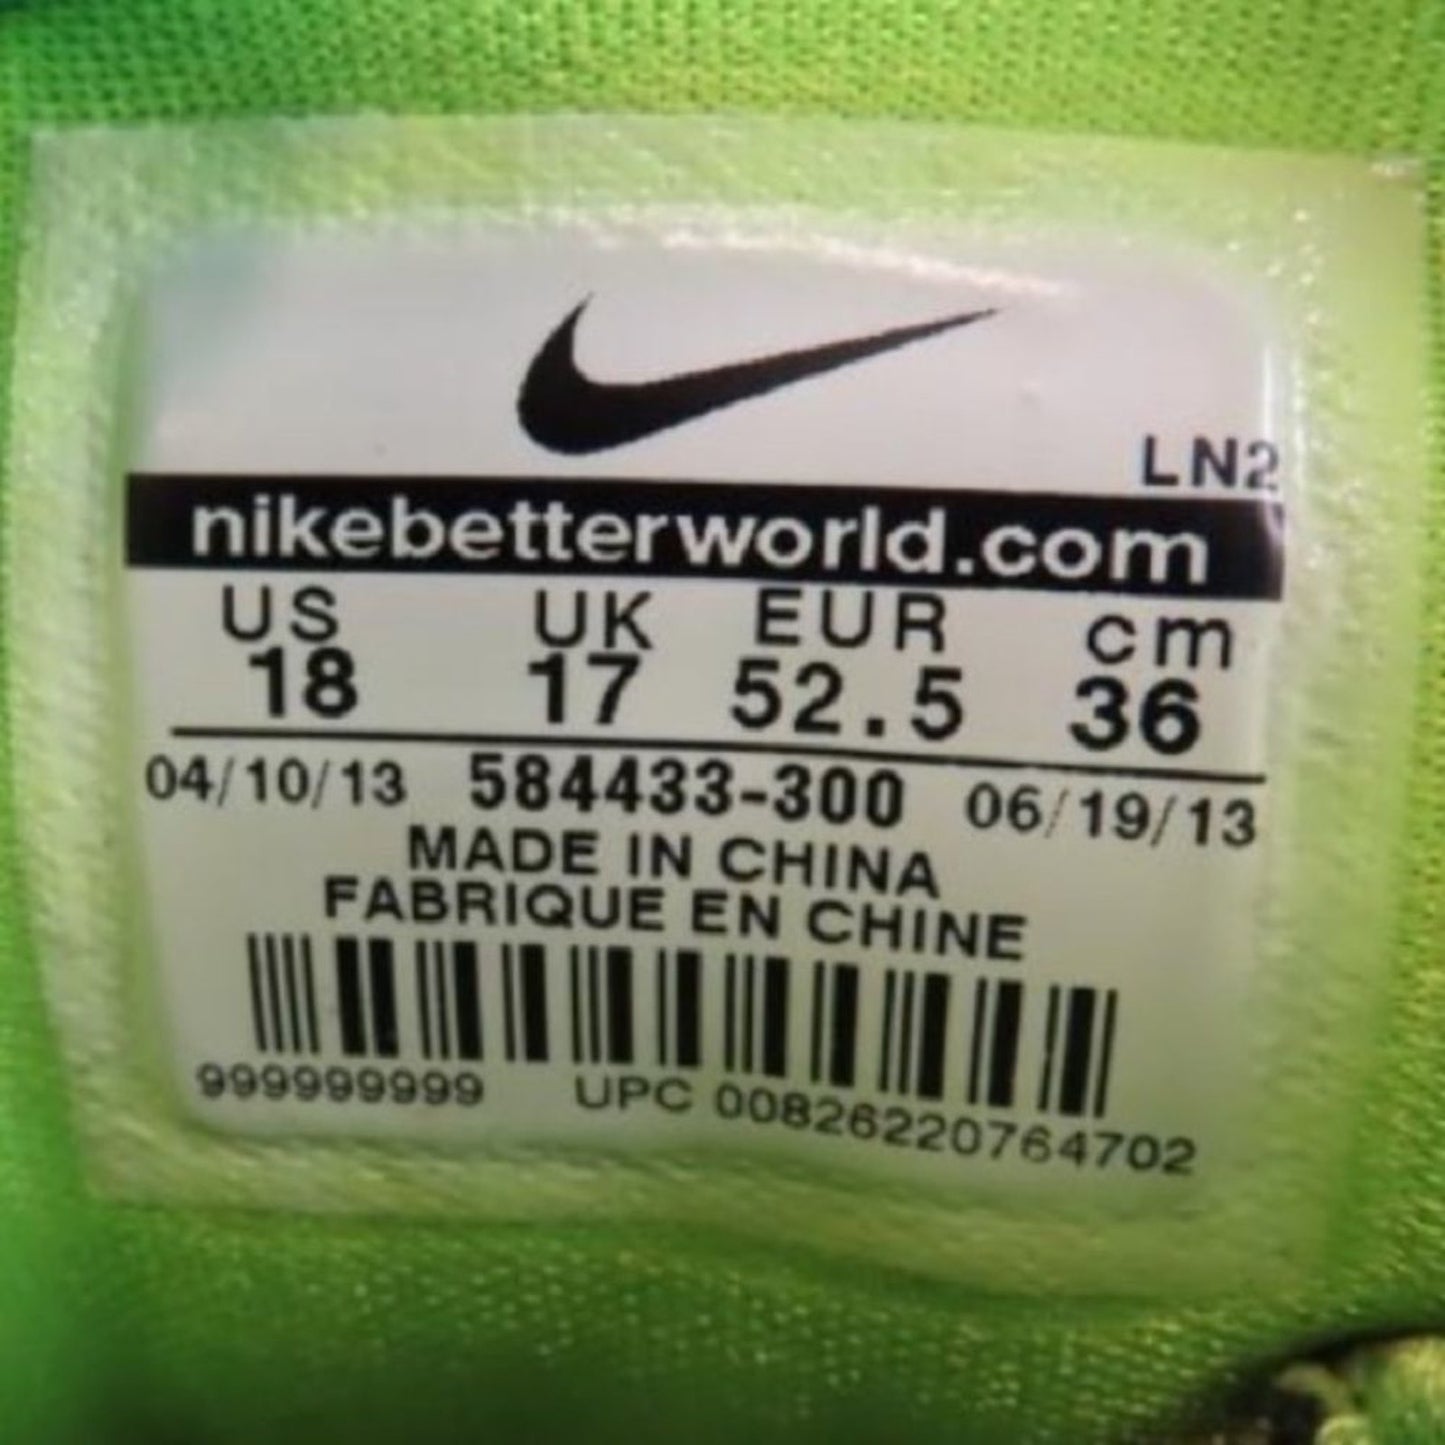 LN2
nikebetterworld.com
US UK EUR cm
18 17 52.5 36
04/10/13 584433-300 06/19/13
MADE IN CHINA
FABRIQUE EN CHINE
9999999999 UPC 00826220764702